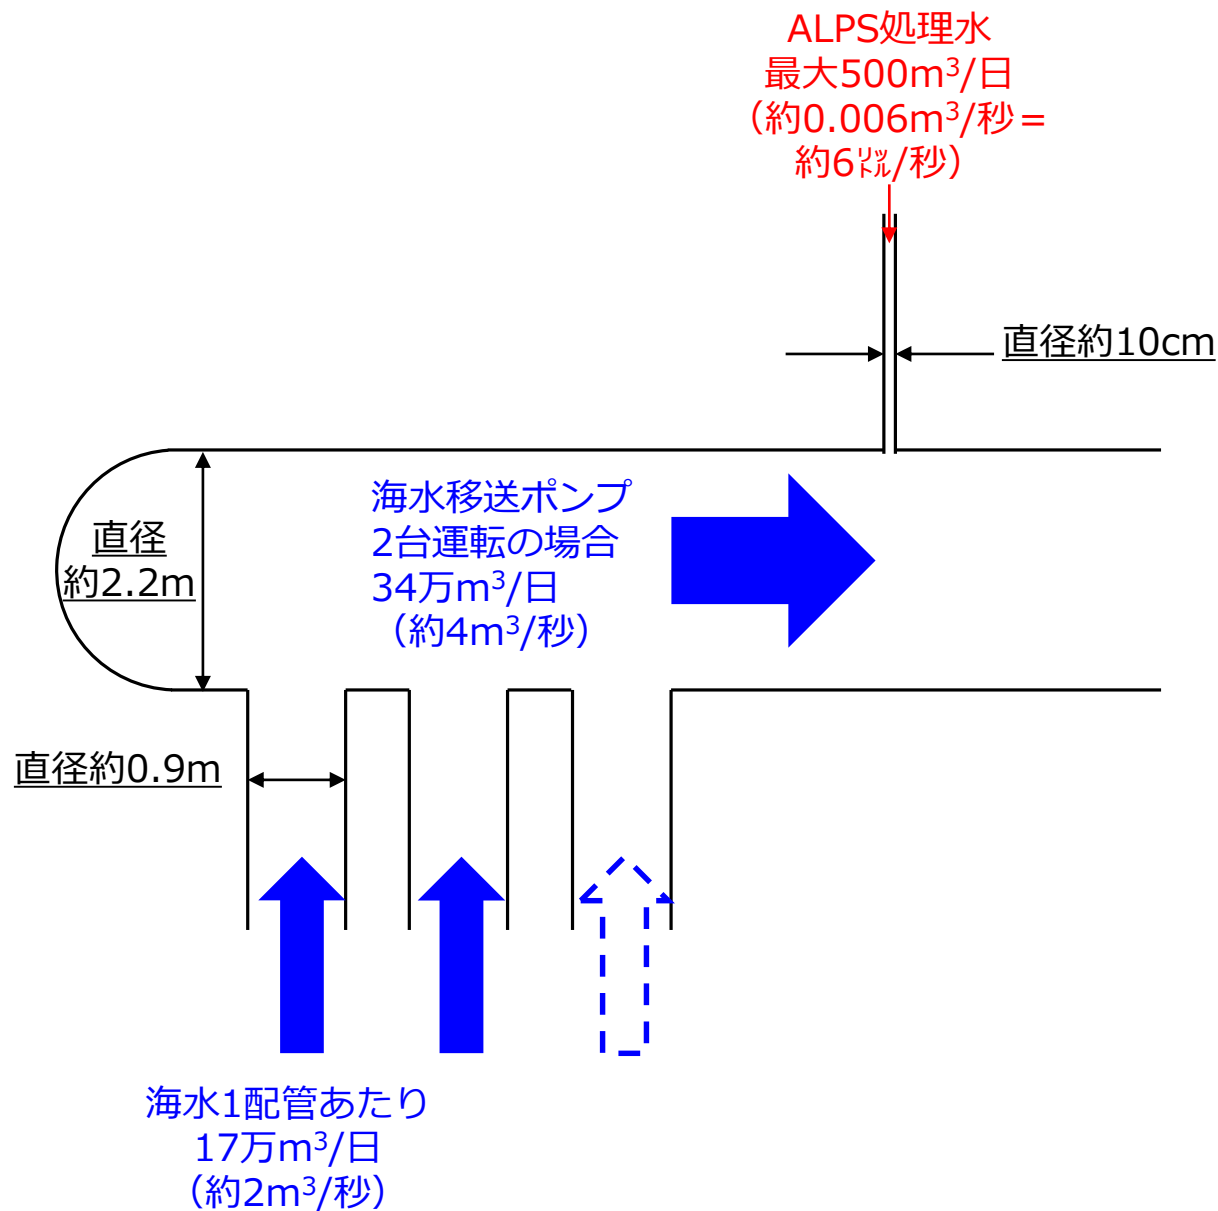 ALPS処理水
最大500m³/日
（約0.006m³/秒＝
約6㍑/秒）
直径約10cm
海水移送ポンプ
2台運転の場合
34万m³/日
（約4m³/秒）
直径
約2.2m
直径約0.9m
海水1配管あたり
17万m³/日
（約2m³/秒）